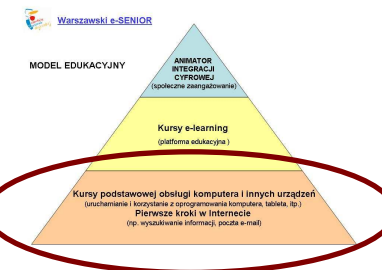 Warszawski e-SENIOR
MODEL EDUKACYJNY
ANIMATOR
INTEGRACJI
CYFROWEJ
(społeczne zaangażowanie)
Kursy e-learning
(platforma edukacyjna )
Kursy podstawowej obsługi komputera i innych urządzeń
(uruchamianie i korzystanie z oprogramowania komputera, tableta, itp.)
Pierwsze kroki w Internecie
(np. wyszukiwanie informacji, poczta e-mail)